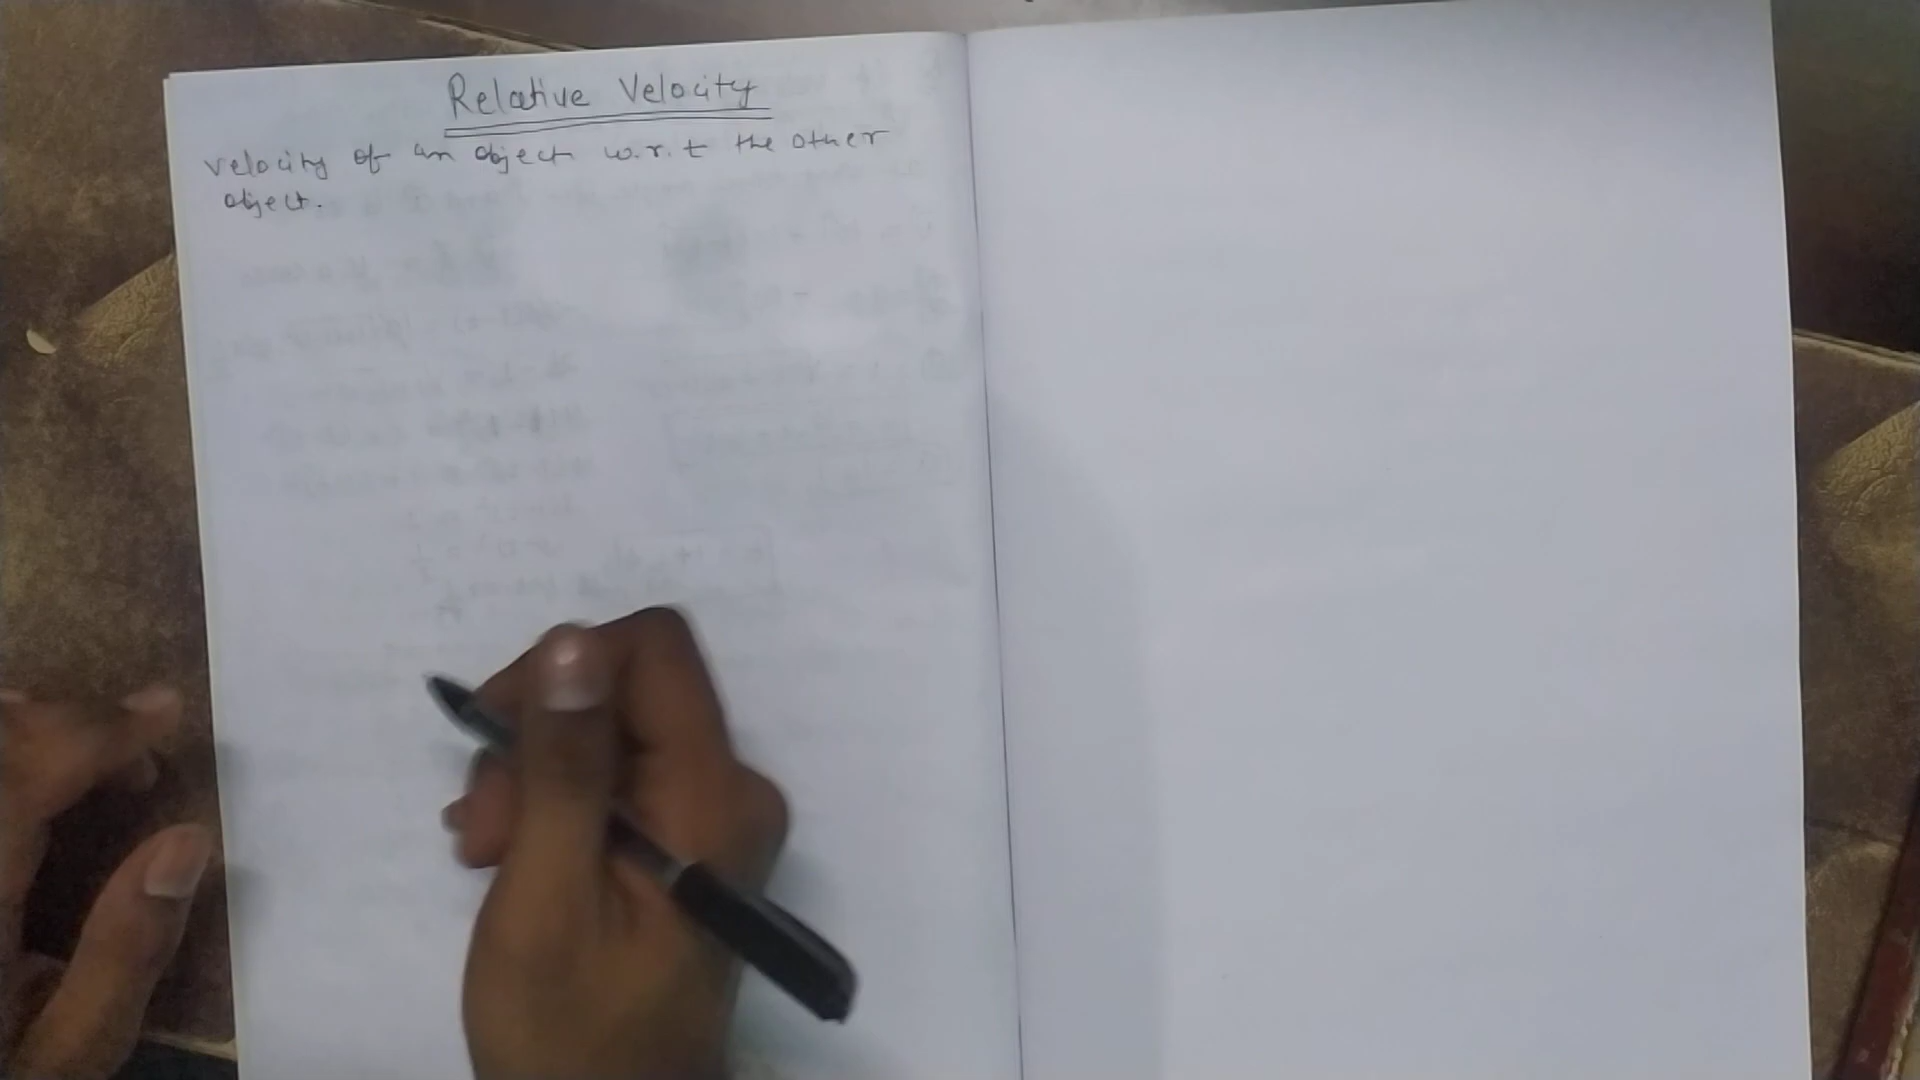 Relative Velocity
velocity of an object w.r.t the other
object.